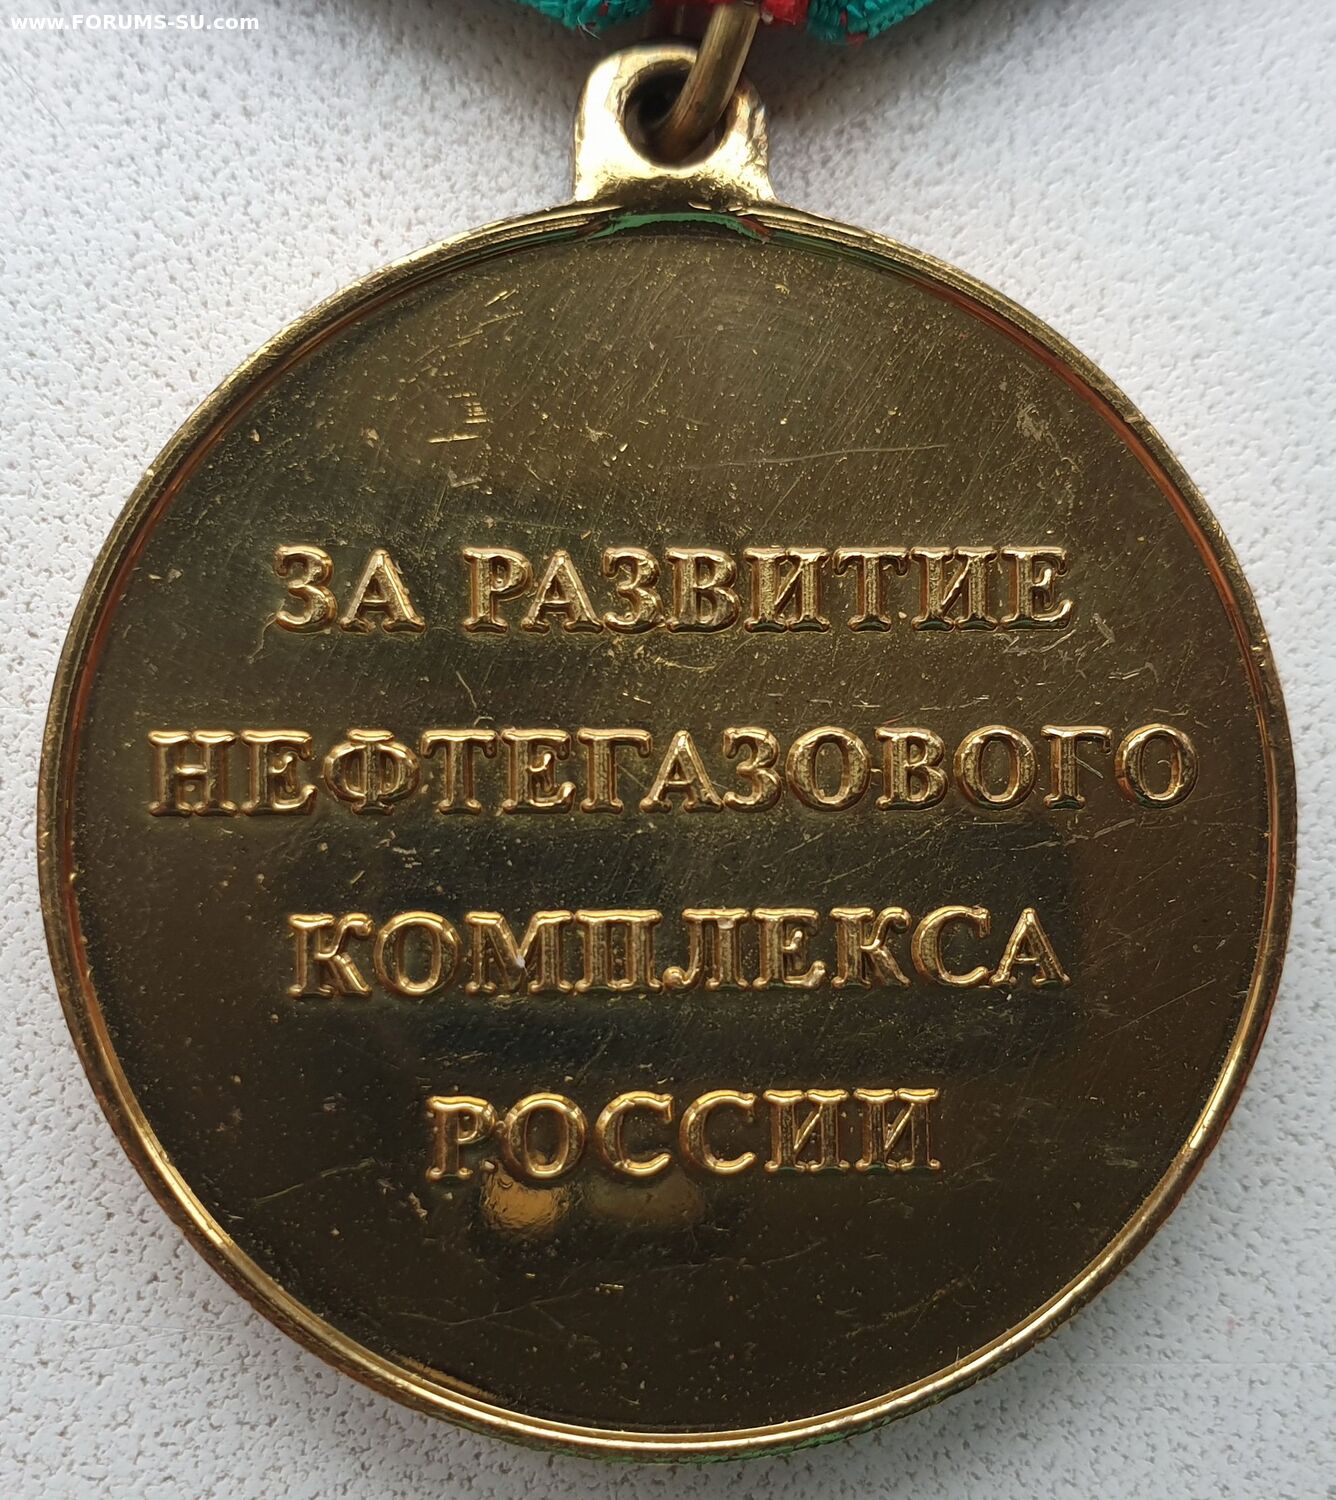 www.FORUMS-SU.com
ЗА РАЗВИТИЕ
НЕФТЕГАЗОВОГО
КОМПЛЕКСА
РОССИИ